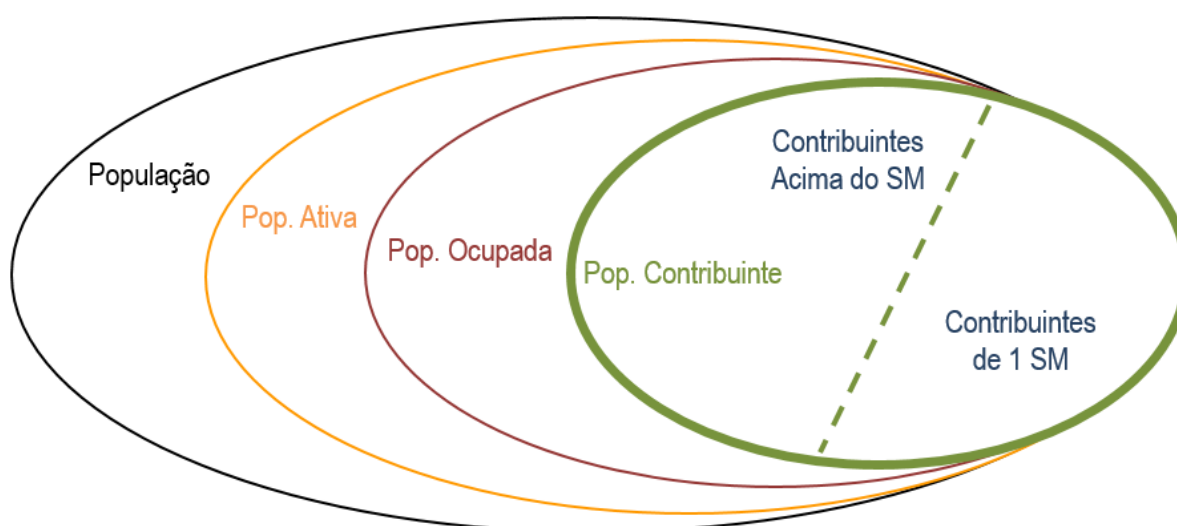 População
Pop. Ativa
Pop. Ocupada
Pop. Contribuinte
Contribuintes
Acima do SM
Contribuintes
de 1 SM